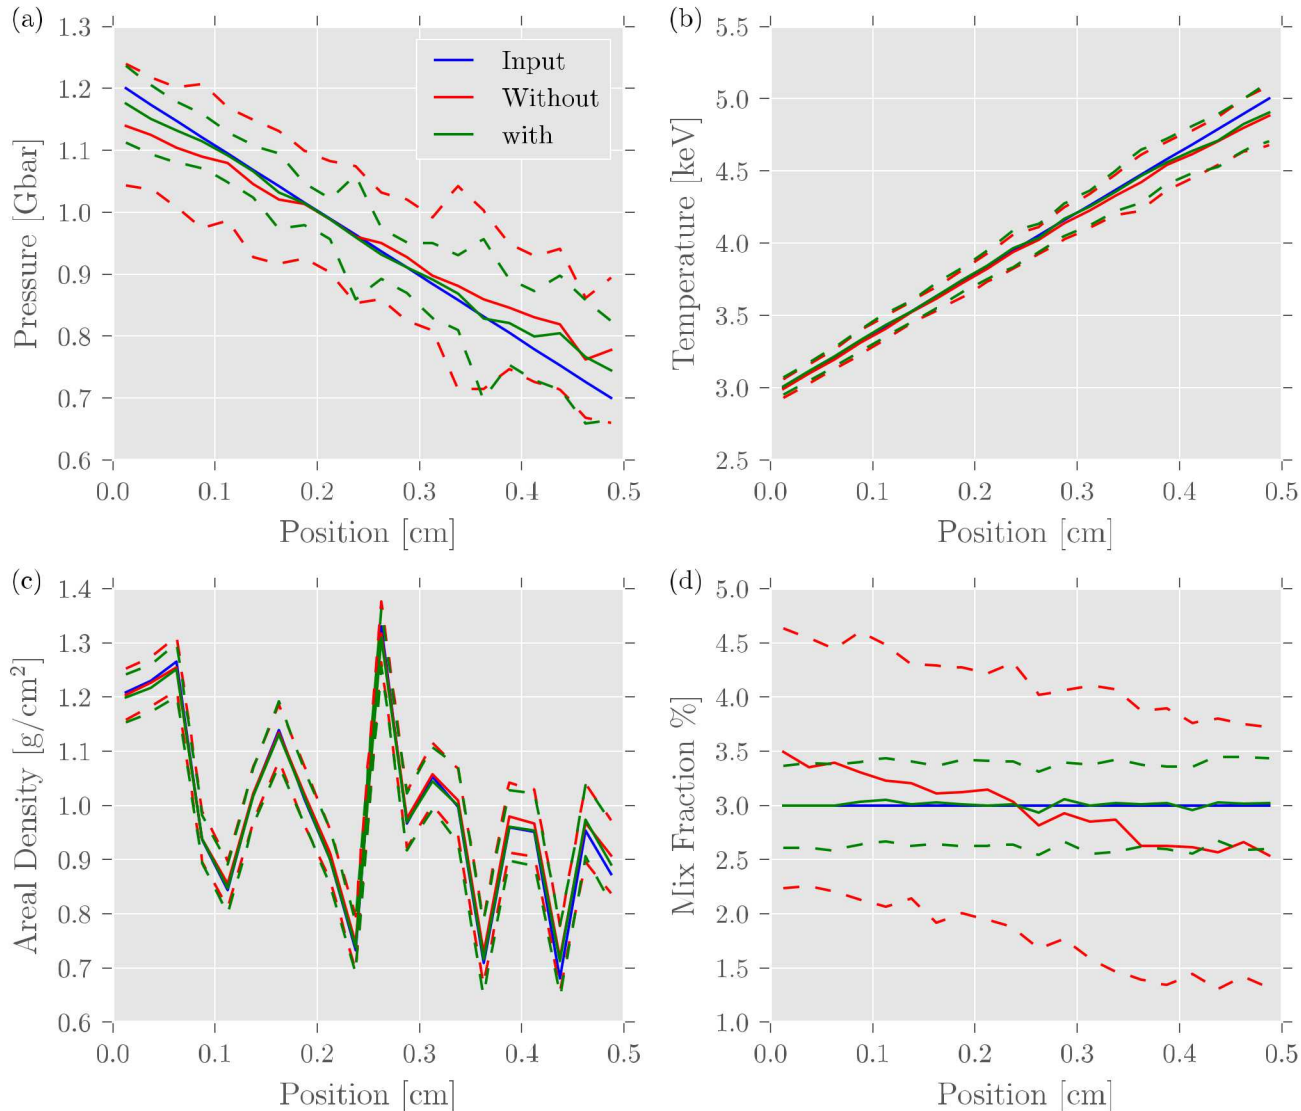 (a)
1.3
1.2
1.1
1.0
0.9
0.8
0.7
0.6
Pressure [Gbar]
Input
Without
with
0.0 0.1 0.2 0.3 0.4 0.5
Position [cm]
(b)
5.5
5.0
4.5
4.0
3.5
3.0
2.5
Temperature [keV]
0.0 0.1 0.2 0.3 0.4 0.5
Position [cm]
(c)
1.4
1.3
1.2
1.1
1.0
0.9
0.8
0.7
0.6
Areal Density [g/cm²]
0.0 0.1 0.2 0.3 0.4 0.5
Position [cm]
(d)
5.0
4.5
4.0
3.5
3.0
2.5
2.0
1.5
1.0
Mix Fraction %]
0.0 0.1 0.2 0.3 0.4 0.5
Position [cm]